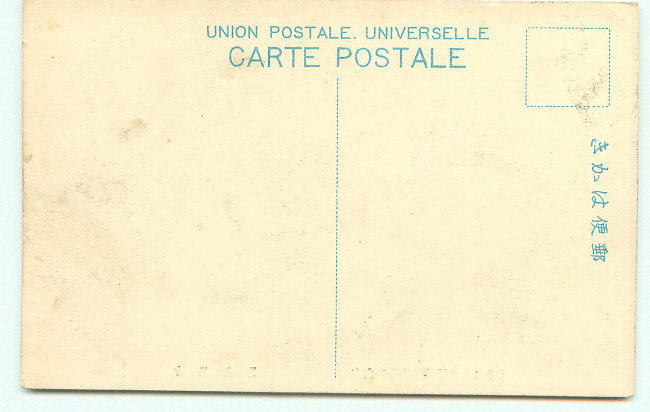 UNION POSTALE. UNIVERSELLE
CARTE POSTALE
郵便はかき